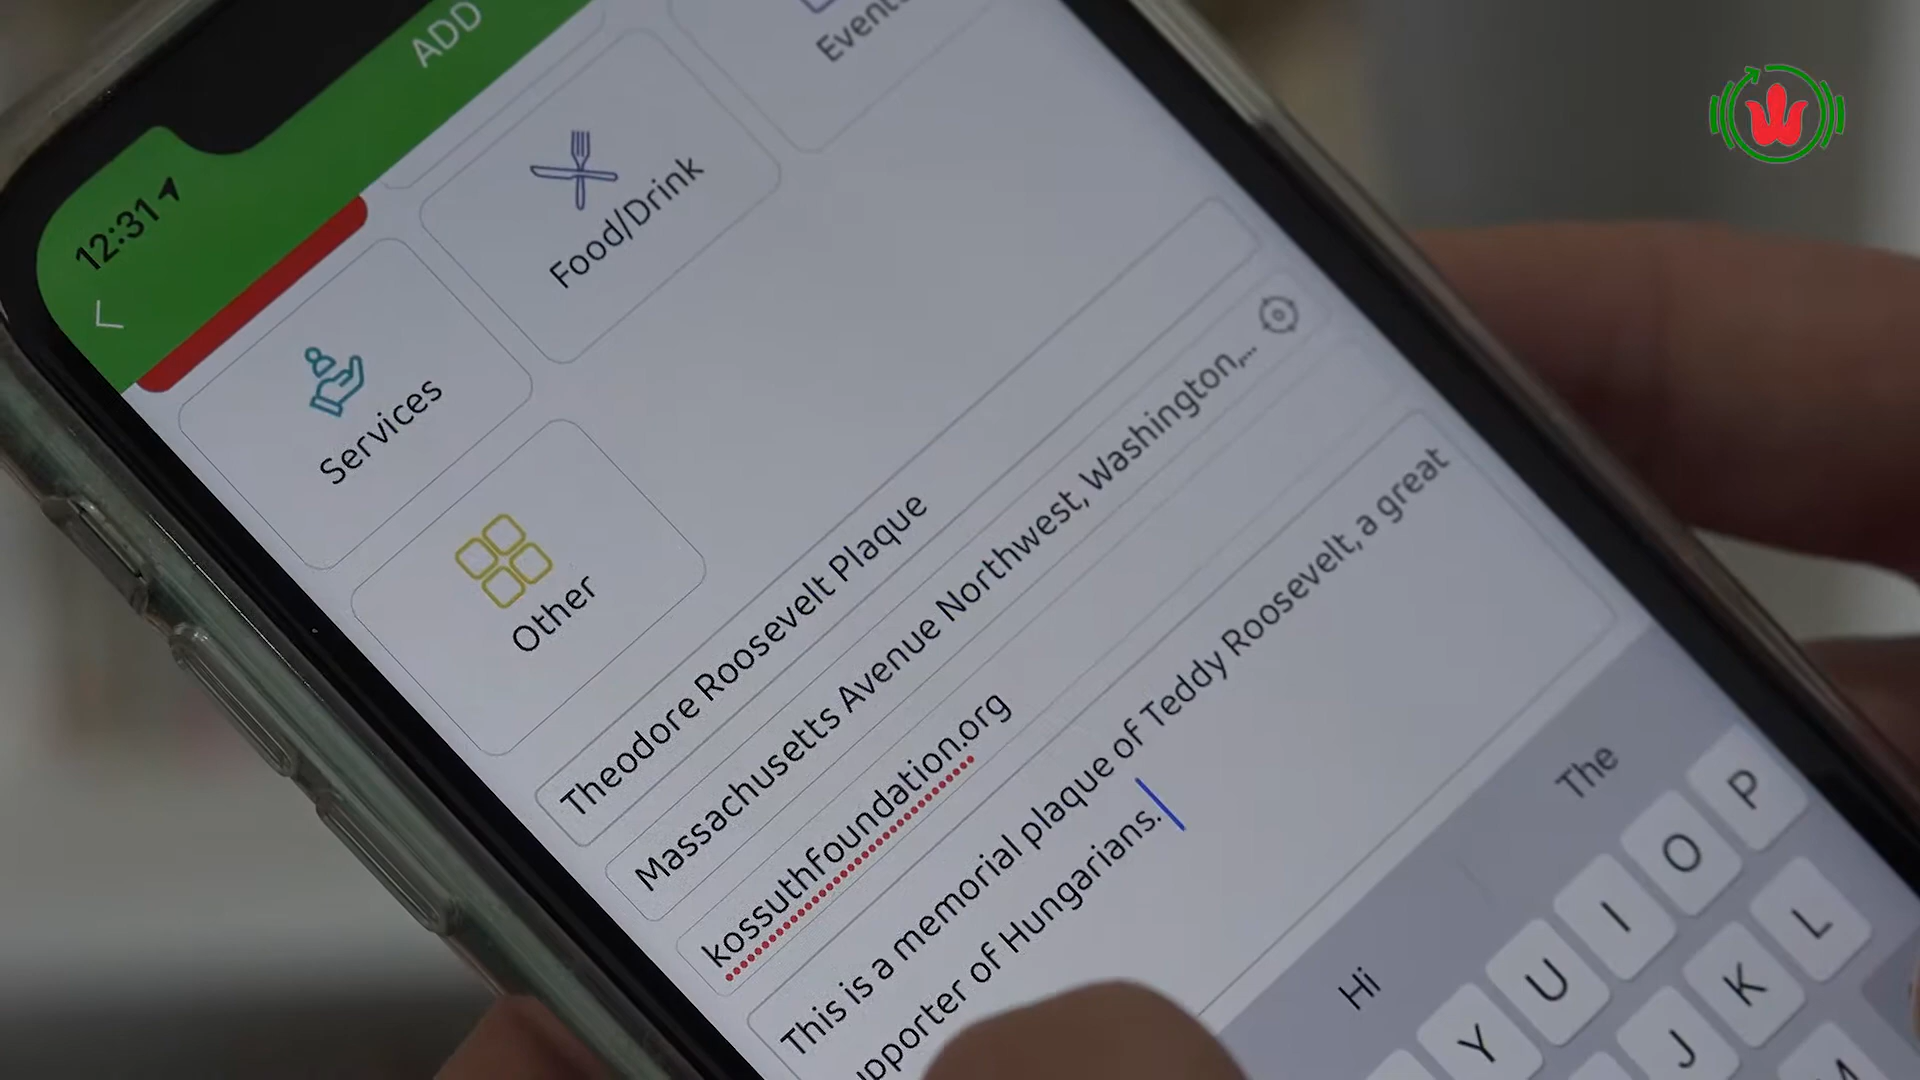 ADD
12:31
Food/Drink
Services
Other
Theodore Roosevelt Plaque
Massachusetts Avenue Northwest, Washington,...
kossuthfoundation.org
This is a memorial plaque of Teddy Roosevelt, a great
of Hungarians.
Hi
The
Y U I O P
J K L